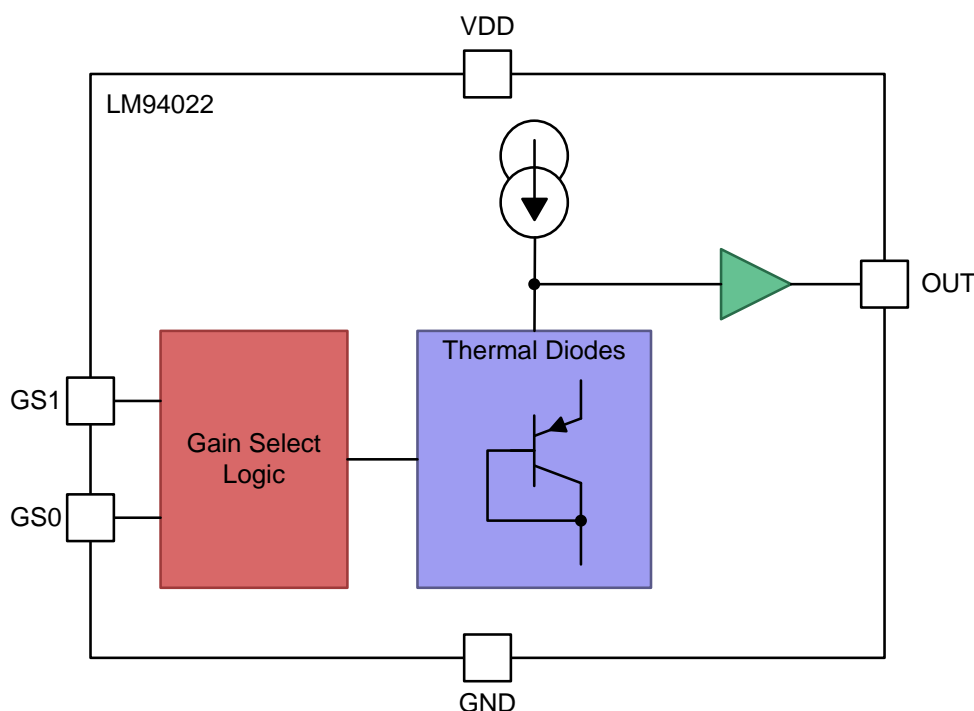 VDD
LM94022
OUT
Thermal Diodes
GS1
Gain Select
Logic
GS0
GND